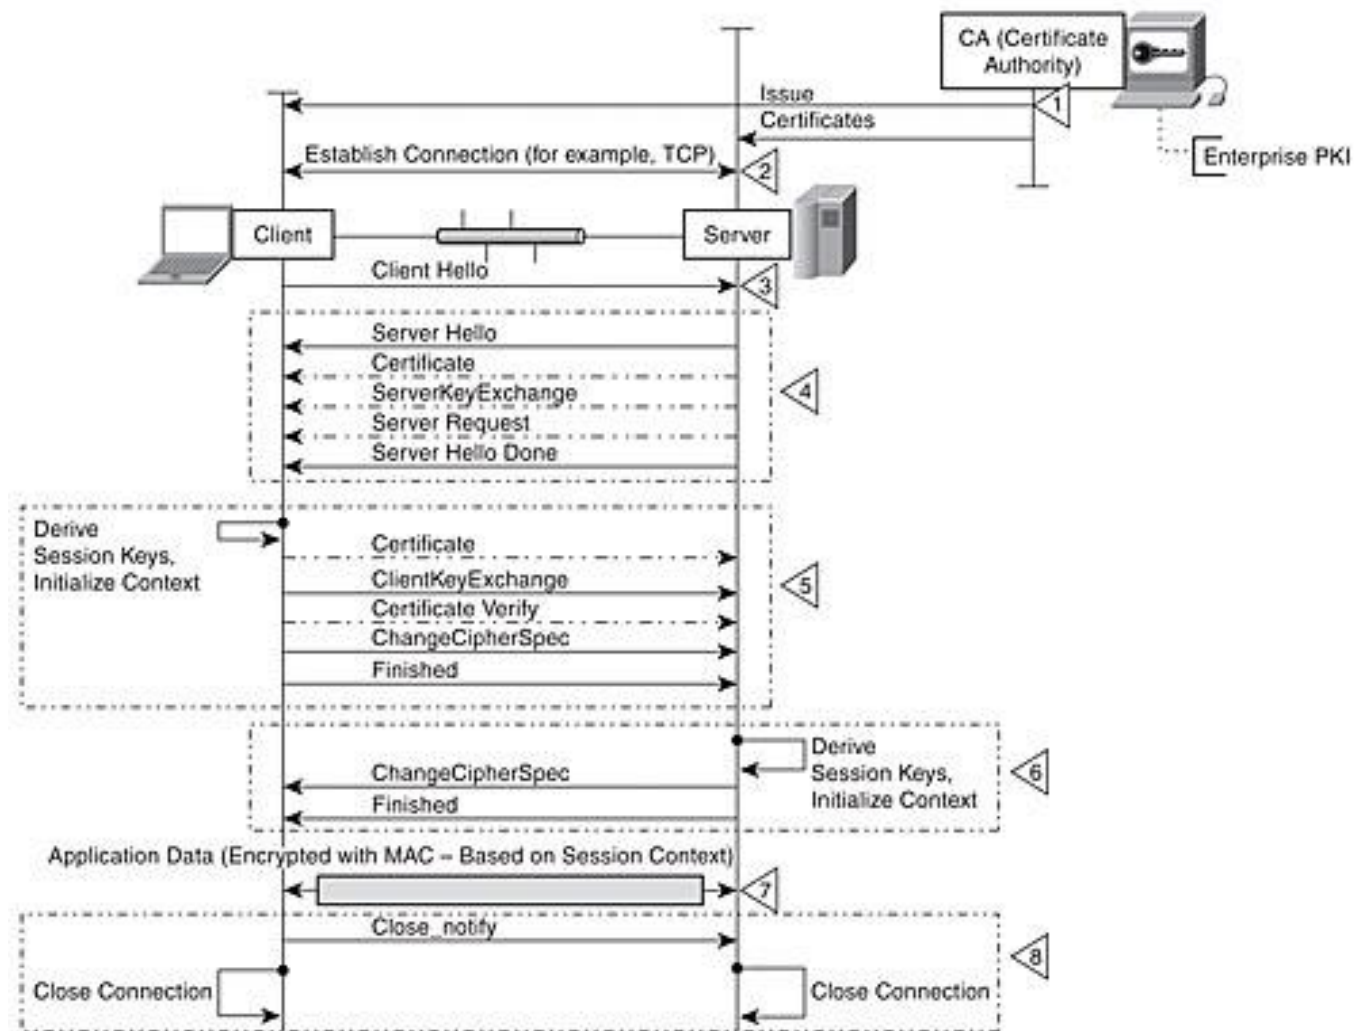 CA (Certificate
Authority)
Issue
1
Certificates
Enterprise PKI
Establish Connection (for example, TCP)
2
Client
Server
Client Hello
3
Server Hello
Certificate
ServerKeyExchange
4
Server Request
Server Hello Done
Derive
Session Keys,
Initialize Context
Certificate
ClientKeyExchange
5
Certificate Verify
ChangeCipherSpec
Finished
Derive
Session Keys,
Initialize Context
6
ChangeCipherSpec
Finished
Application Data (Encrypted with MAC – Based on Session Context)
7
Close_notify
8
Close Connection
Close Connection